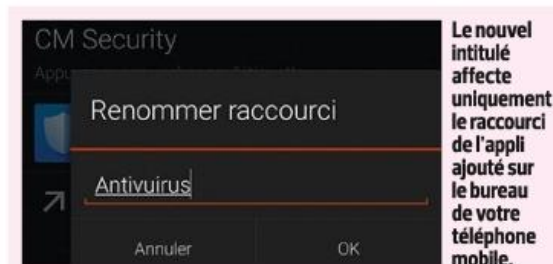 CM Security
Renommer raccourci
Antivuirus
Annuler OK
Le nouvel
intitulé
affecte
uniquement
le raccourci
de l'appli
ajouté sur
le bureau
de votre
téléphone
mobile.